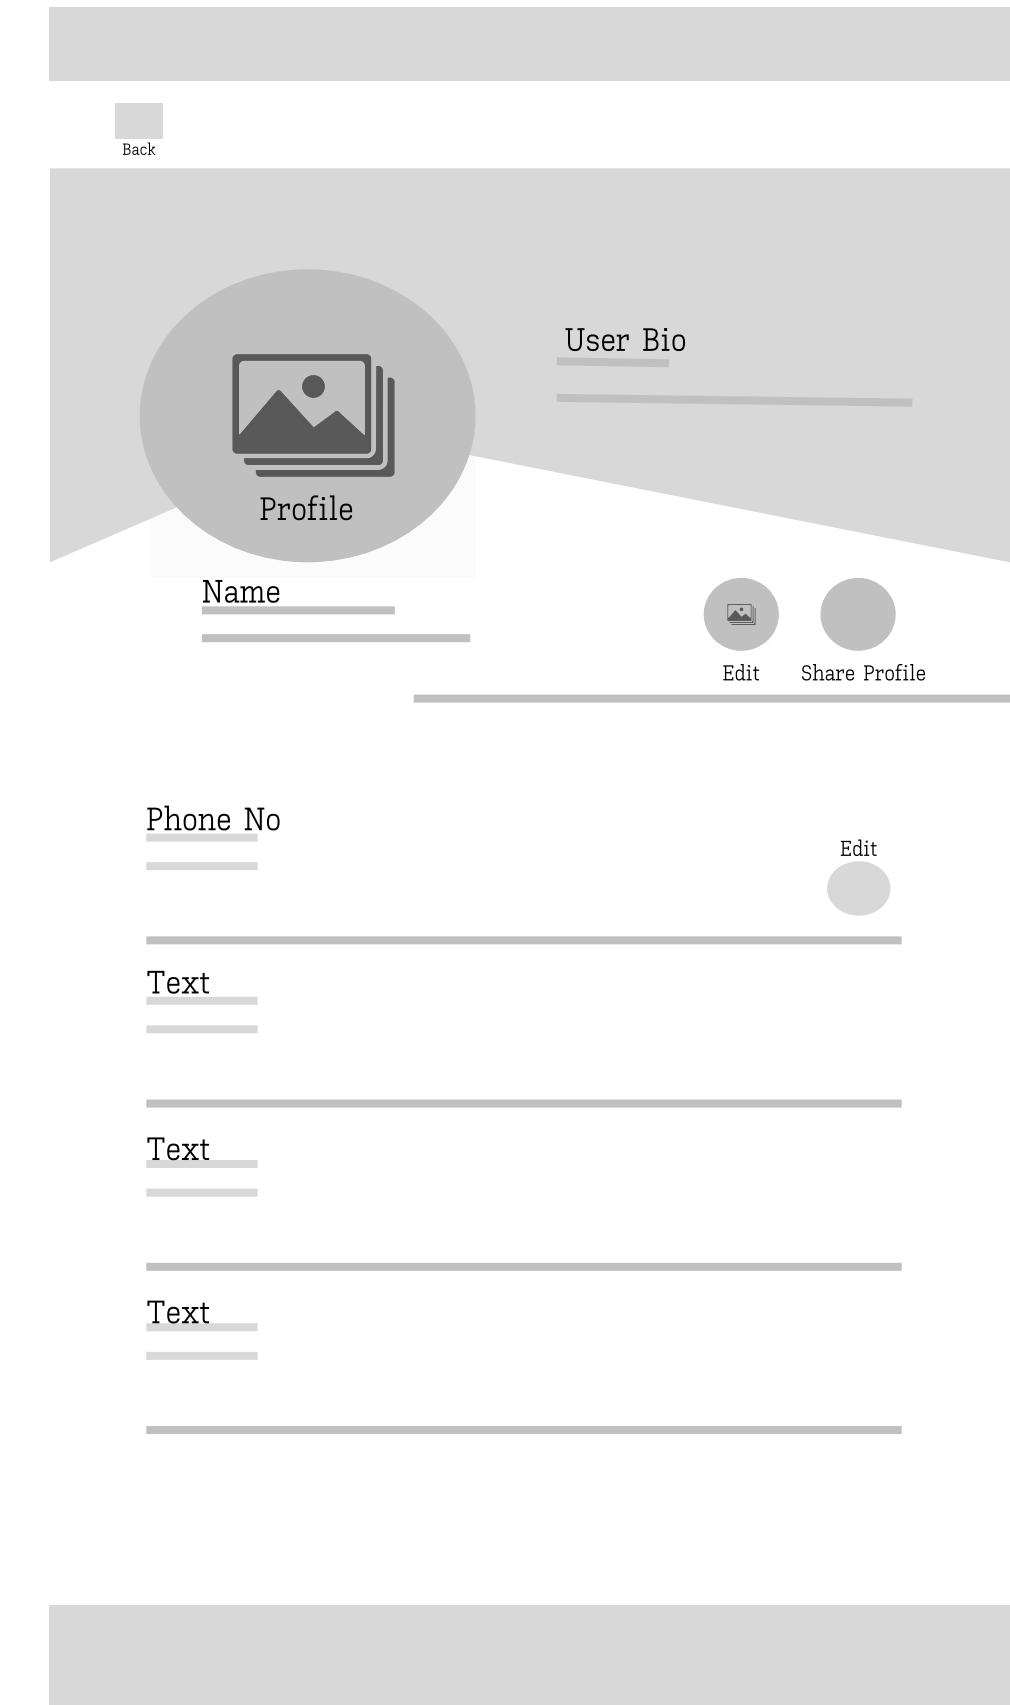 Back
User Bio
Profile
Name
Edit
Share Profile
Phone No
Edit
Text
Text
Text